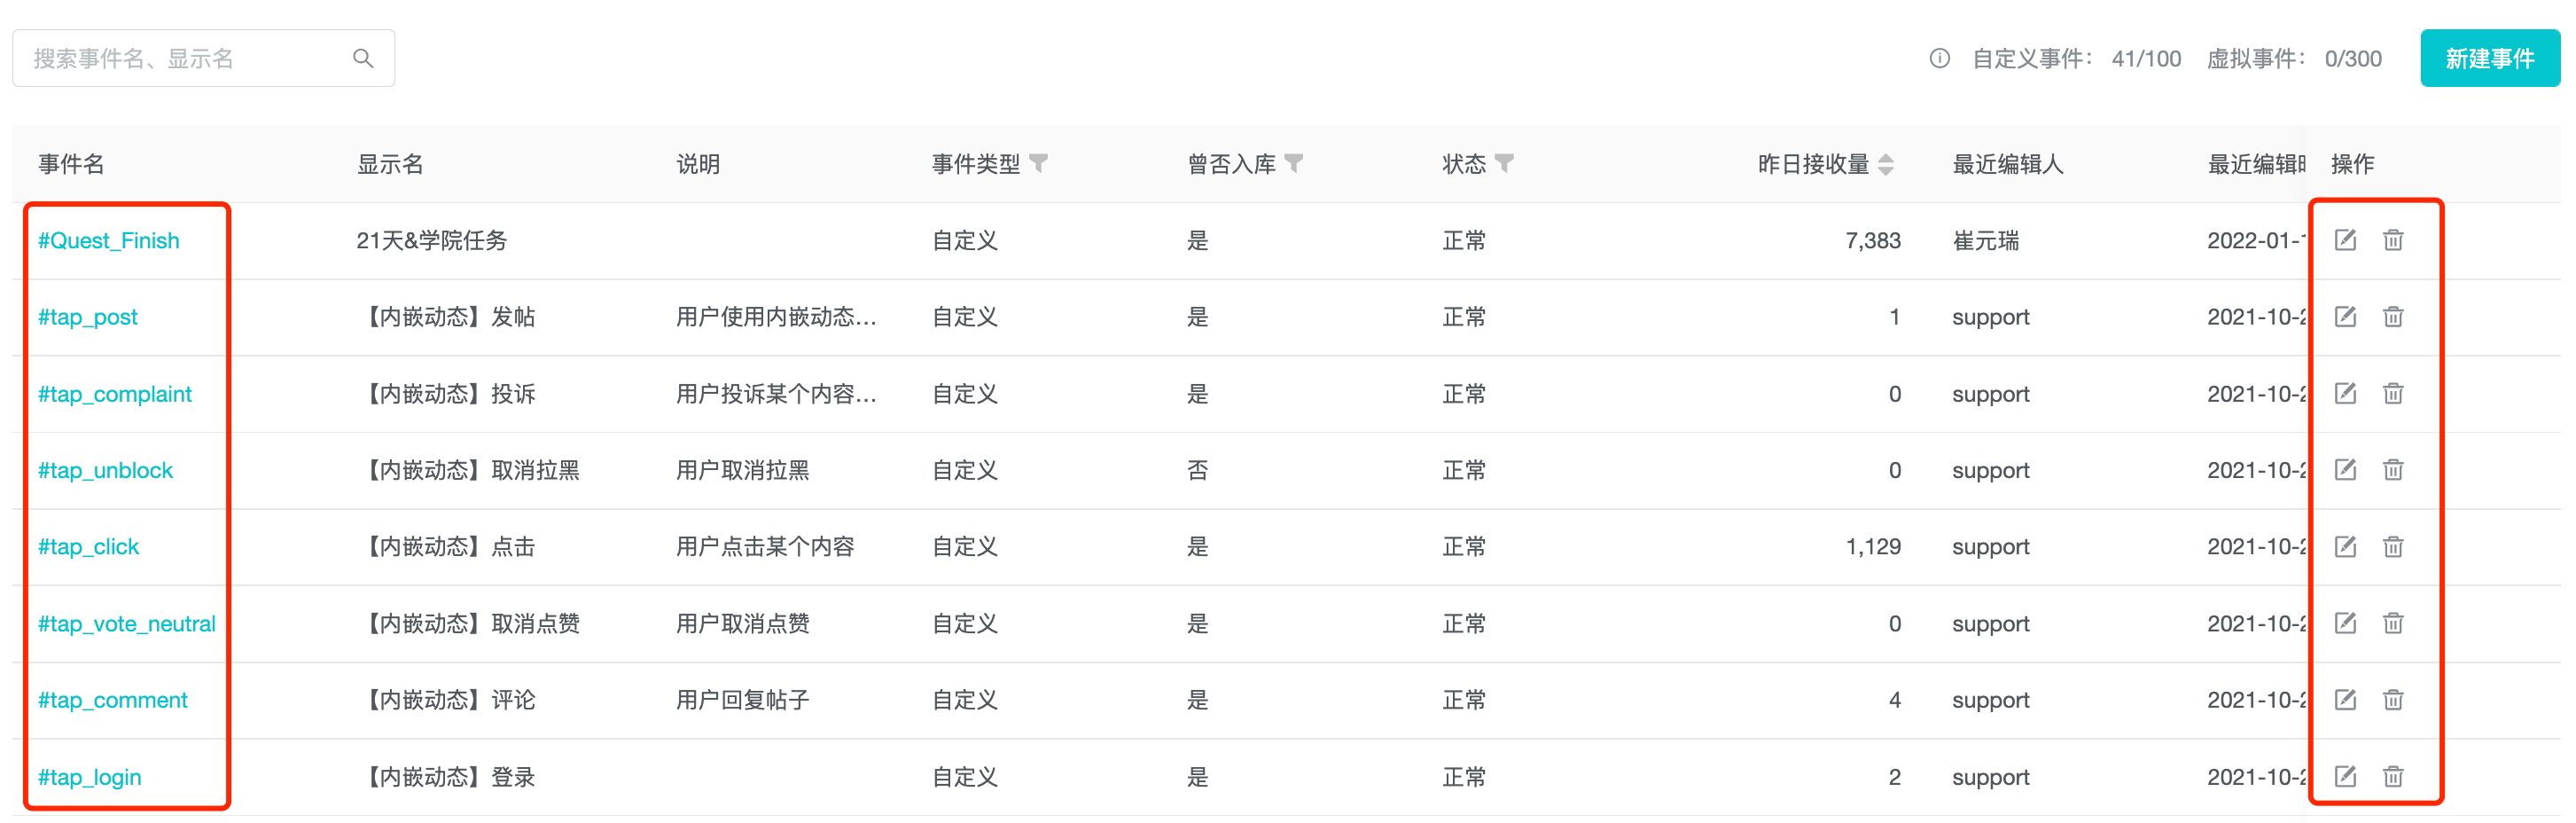 搜索事件名、显示名
自定义事件： 41/100 虚拟事件： 0/300 新建事件
事件名 显示名 说明 事件类型 曾否入库 状态 昨日接收量 最近编辑人 最近编辑 操作
#Quest_Finish 21天&学院任务 自定义 是 正常 7,383 崔元瑞 2022-01-
#tap_post 【内嵌动态】发帖 用户使用内嵌动态... 自定义 是 正常 1 support 2021-10-
#tap_complaint 【内嵌动态】投诉 用户投诉某个内容... 自定义 是 正常 0 support 2021-10-
#tap_unblock 【内嵌动态】取消拉黑 用户取消拉黑 自定义 否 正常 0 support 2021-10-
#tap_click 【内嵌动态】点击 用户点击某个内容 自定义 是 正常 1,129 support 2021-10-
#tap_vote_neutral 【内嵌动态】取消点赞 用户取消点赞 自定义 是 正常 0 support 2021-10-
#tap_comment 【内嵌动态】评论 用户回复帖子 自定义 是 正常 4 support 2021-10-
#tap_login 【内嵌动态】登录 自定义 是 正常 2 support 2021-10-